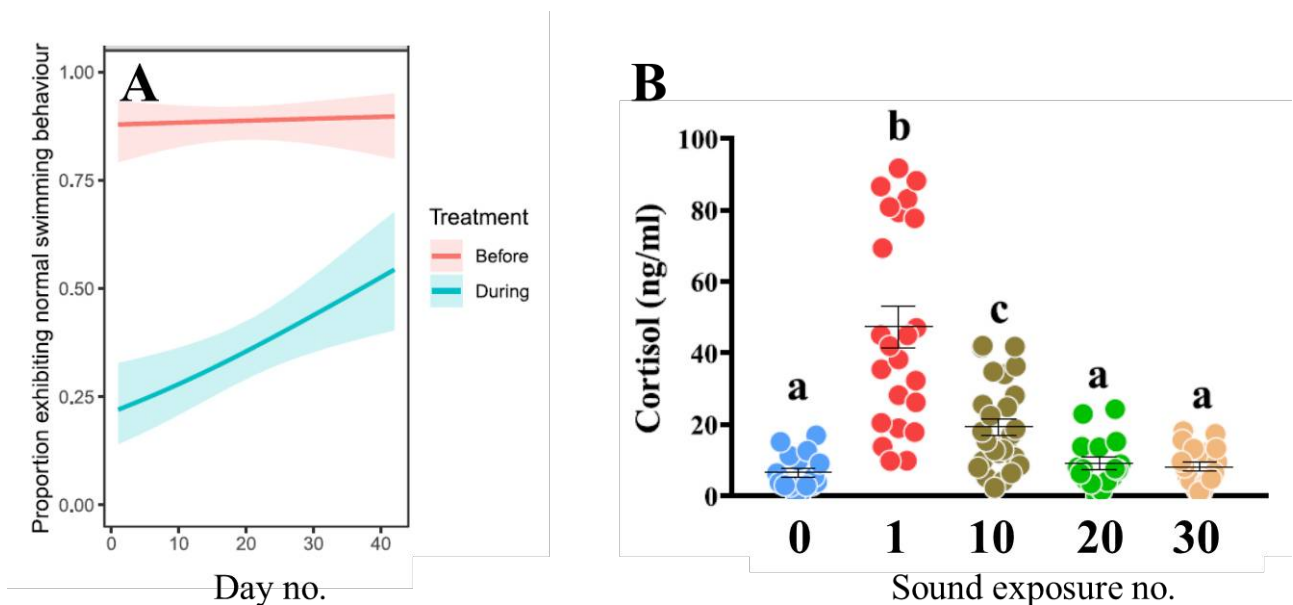 A
Proportion exhibiting normal swimming behaviour
1.00
0.75
0.50
0.25
0.00
0 10 20 30 40
Day no.
Treatment
Before
During
B
Cortisol (ng/ml)
100
80
60
40
20
0
a
b
c
a
a
0 1 10 20 30
Sound exposure no.